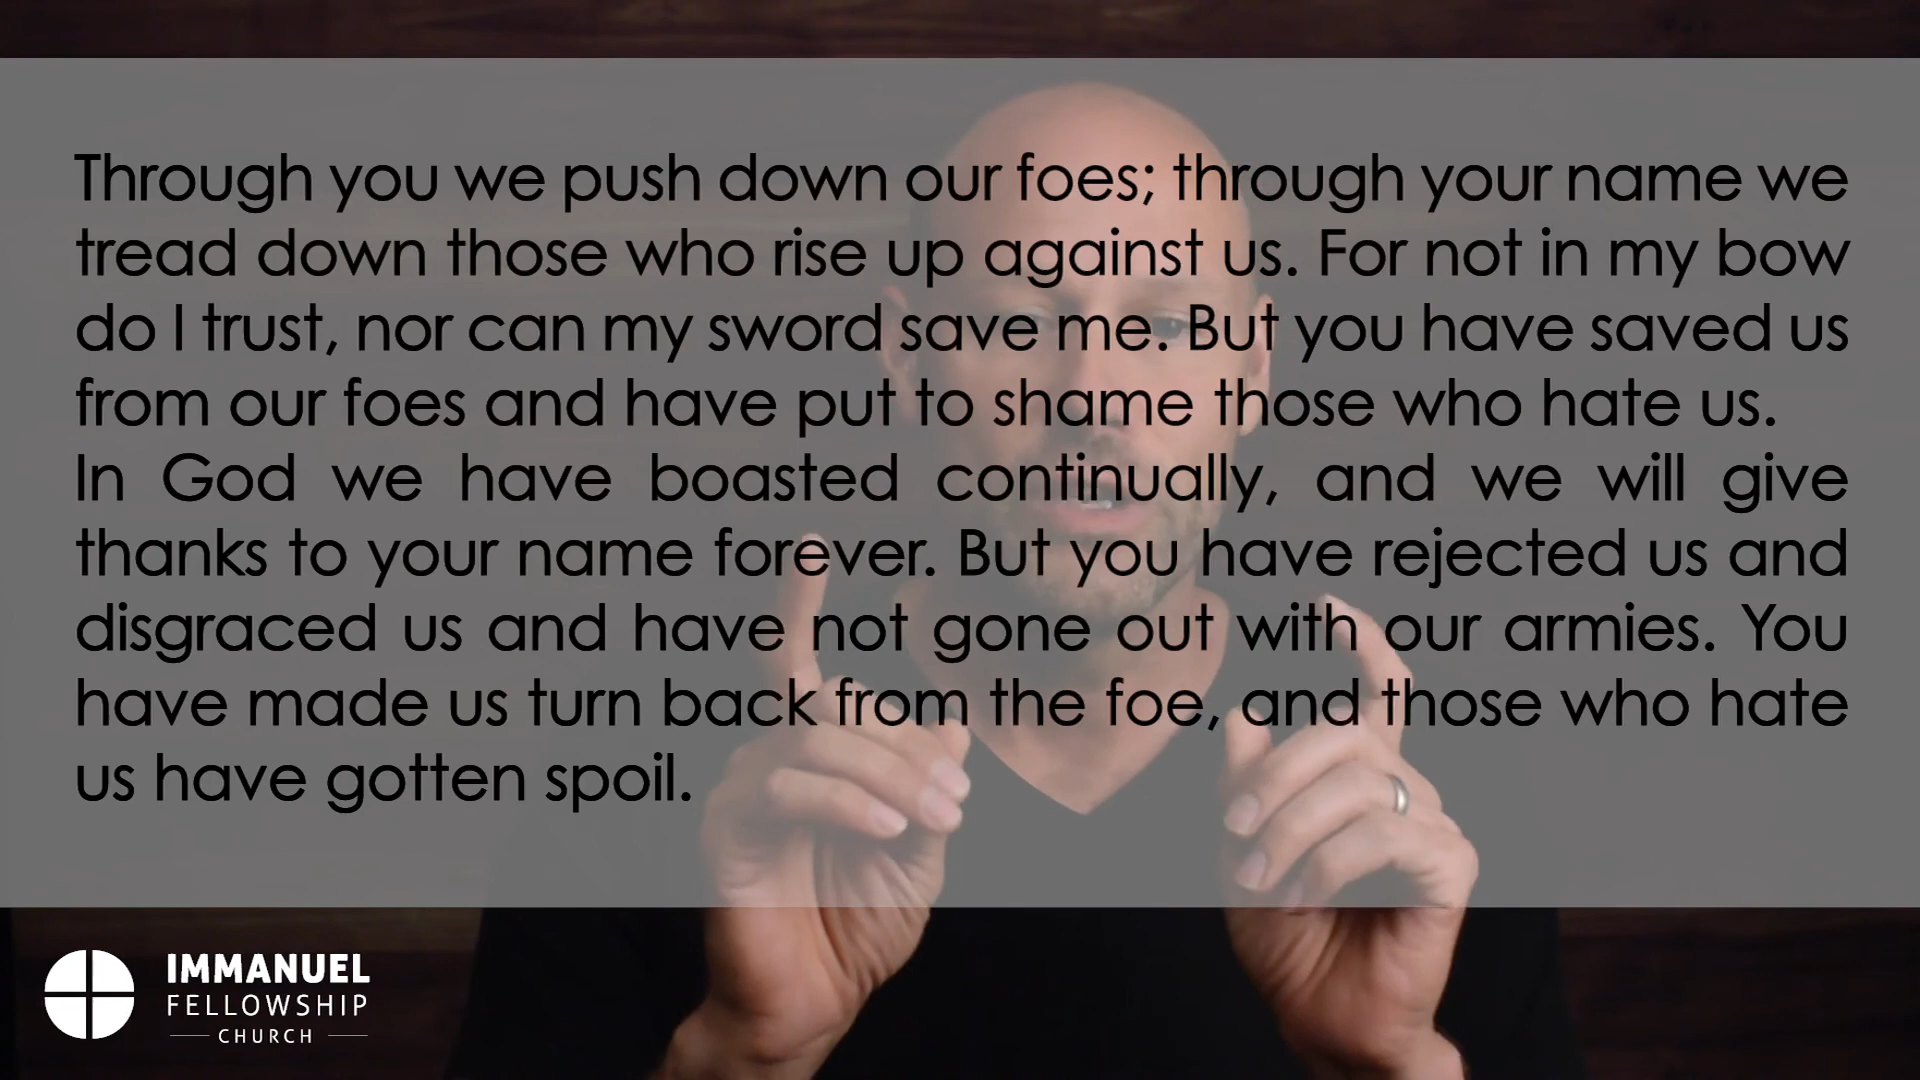 Through you we push down our foes; through your name we
tread down those who rise up against us. For not in my bow
do I trust, nor can my sword save me. But you have saved us
from our foes and have put to shame those who hate us.
In God we have boasted continually, and we will give
thanks to your name forever. But you have rejected us and
disgraced us and have not gone out with our armies. You
have made us turn back from the foe, and those who hate
us have gotten spoil.
IMMANUEL
FELLOWSHIP
CHURCH